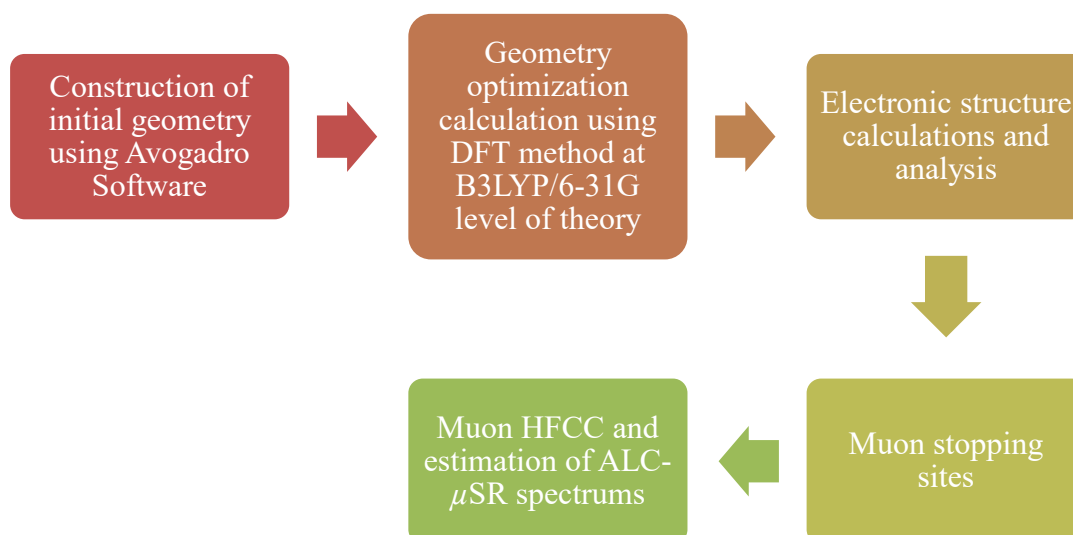 Construction of
initial geometry
using Avogadro
Software
Geometry
optimization
calculation using
DFT method at
B3LYP/6-31G
level of theory
Electronic structure
calculations and
analysis
Muon stopping
sites
Muon HFCC and
estimation of ALC-
μSR spectrums